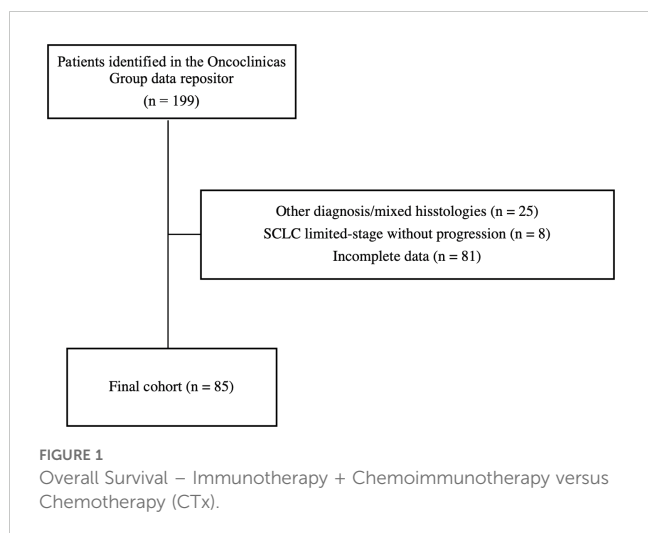 Patients identified in the Oncoclinicas
Group data repositor
(n = 199)
Other diagnosis/mixed hisstologies (n = 25)
SCLC limited-stage without progression (n = 8)
Incomplete data (n = 81)
Final cohort (n = 85)
FIGURE 1
Overall Survival – Immunotherapy + Chemoimmunotherapy versus
Chemotherapy (CTx).